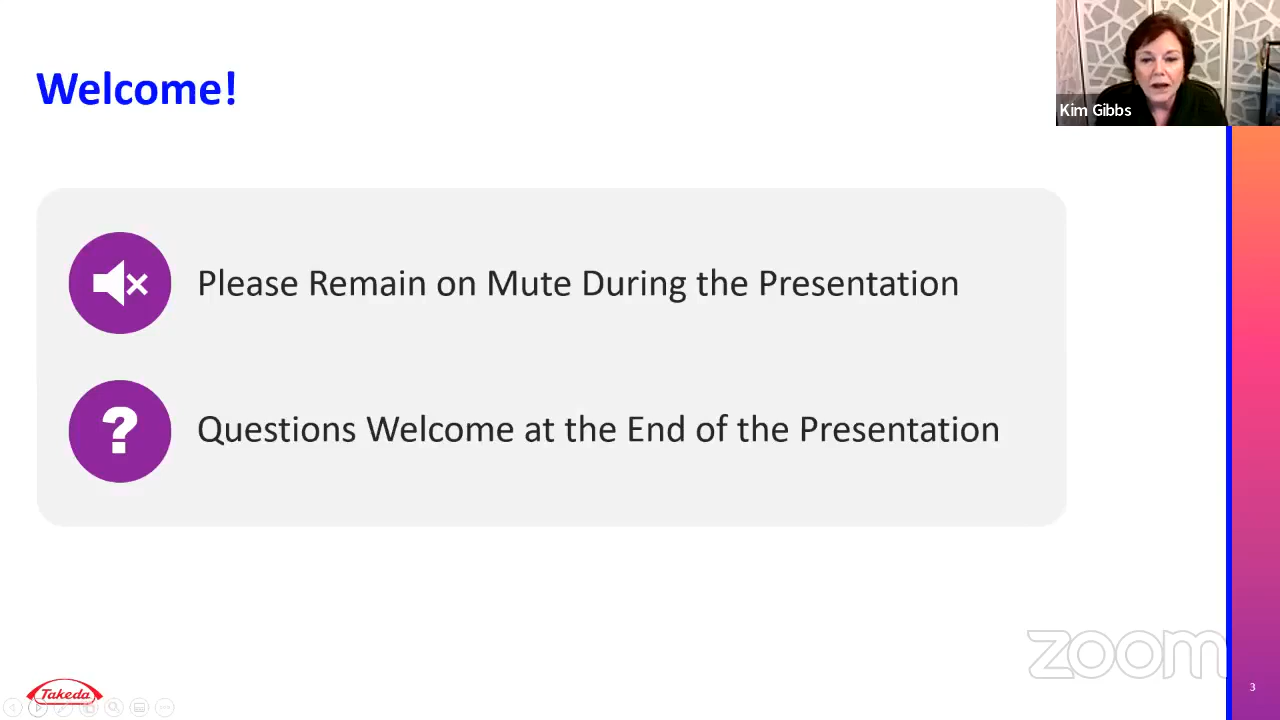 Welcome!
Kim Gibbs
Please Remain on Mute During the Presentation
?
Questions Welcome at the End of the Presentation
zoom
Takeda
3